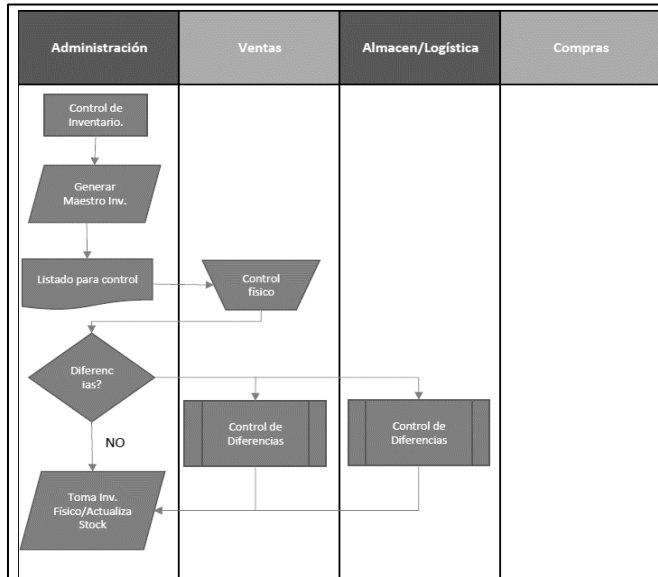 Administración
Ventas
Almacen/Logística
Compras
Control de
Inventario.
Generar
Maestro Inv.
Listado para control
Control
físico
Diferenc
ias?
Control de
Diferencias
Control de
Diferencias
NO
Toma Inv.
Físico/Actualiza
Stock